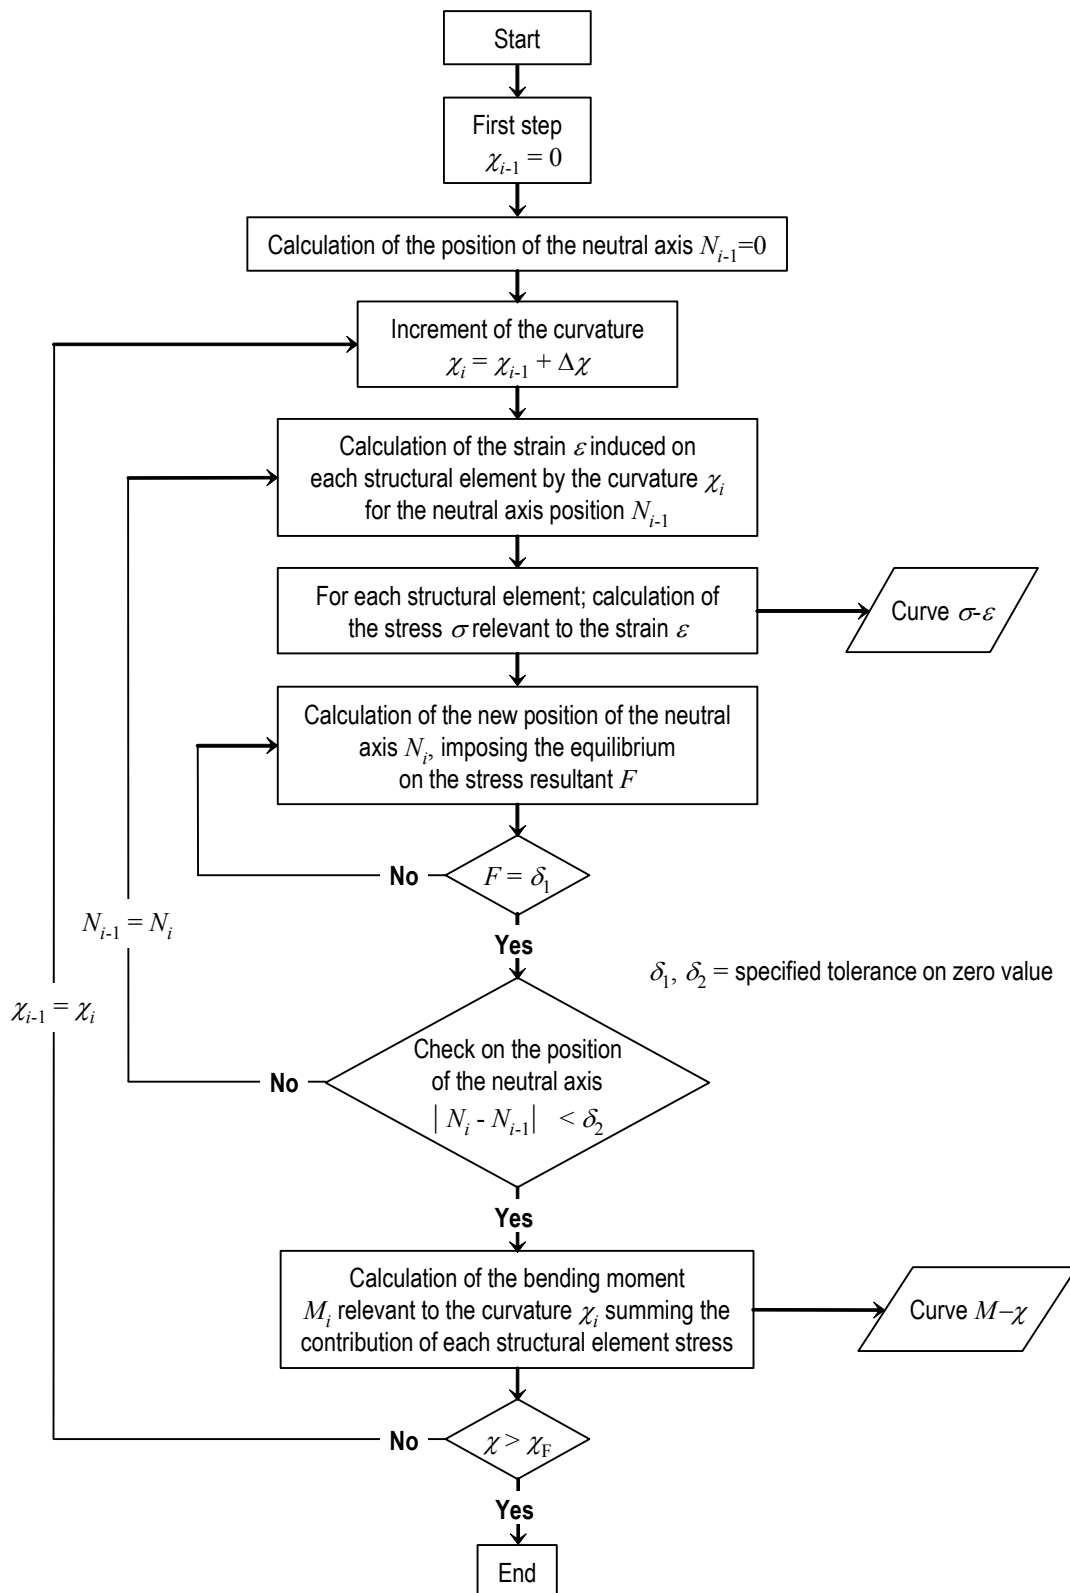 Start
First step
χi-1 = 0
Calculation of the position of the neutral axis Ni-1=0
Increment of the curvature
χi = χi-1 + Δχ
Calculation of the strain ε induced on
each structural element by the curvature χi
for the neutral axis position Ni-1
For each structural element; calculation of
the stress σ relevant to the strain ε
Curve σ-ε
Calculation of the new position of the neutral
axis Ni, imposing the equilibrium
on the stress resultant F
No
F = δ1
Yes
Ni-1 = Ni
δ1, δ2 = specified tolerance on zero value
χi-1 = χi
Check on the position
of the neutral axis
| Ni - Ni-1| < δ2
No
Yes
Calculation of the bending moment
Mi relevant to the curvature χi summing the
contribution of each structural element stress
Curve M–χ
No
χ > χF
Yes
End